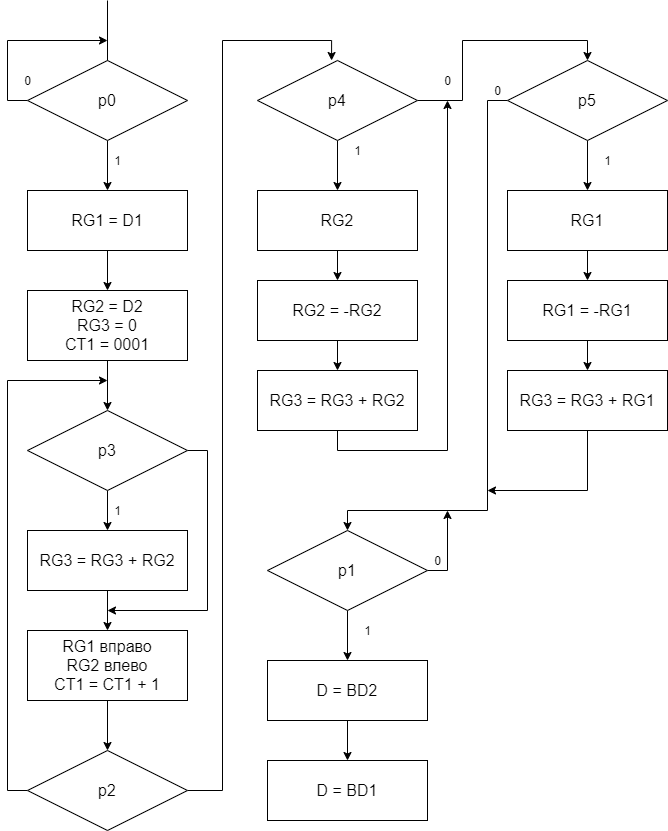 0
p0
1
RG1 = D1
RG2 = D2
RG3 = 0
CT1 = 0001
p3
1
RG3 = RG3 + RG2
RG1 вправо
RG2 влево
CT1 = CT1 + 1
p2
p4
0
1
RG2
RG2 = -RG2
RG3 = RG3 + RG2
0
p5
1
RG1
RG1 = -RG1
RG3 = RG3 + RG1
p1
0
1
D = BD2
D = BD1